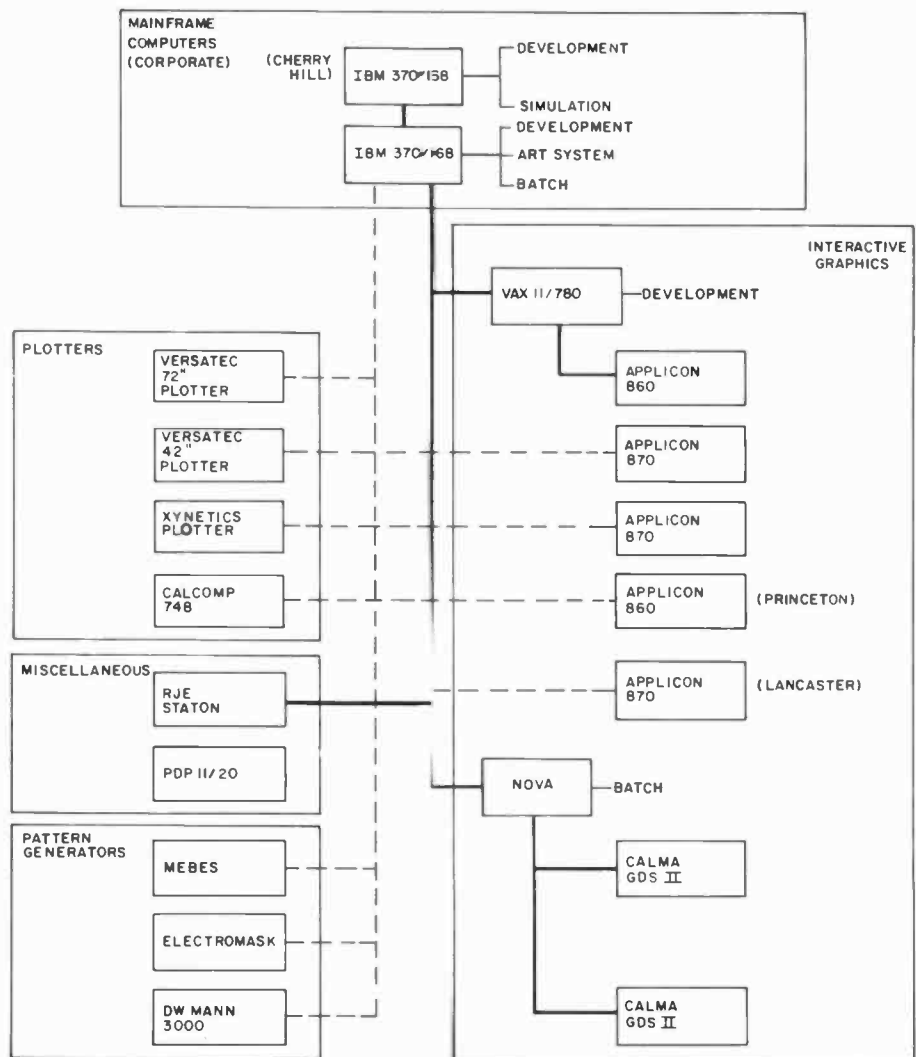 MAINFRAME
COMPUTERS
(CORPORATE)
(CHERRY
HILL)
IBM 370/168
DEVELOPMENT
SIMULATION
IBM 370/168
DEVELOPMENT
ART SYSTEM
BATCH
INTERACTIVE
GRAPHICS
VAX 11/780
DEVELOPMENT
APPLICON
860
APPLICON
870
APPLICON
870
APPLICON
860
(PRINCETON)
APPLICON
870
(LANCASTER)
NOVA
BATCH
CALMA
GDS II
CALMA
GDS II
PLOTTERS
VERSATEC
72"
PLOTTER
VERSATEC
42"
PLOTTER
XYNETICS
PLOTTER
CALCOMP
748
MISCELLANEOUS
RJE
STATON
PDP 11/20
PATTERN
GENERATORS
MEBES
ELECTROMASK
DW MANN
3000